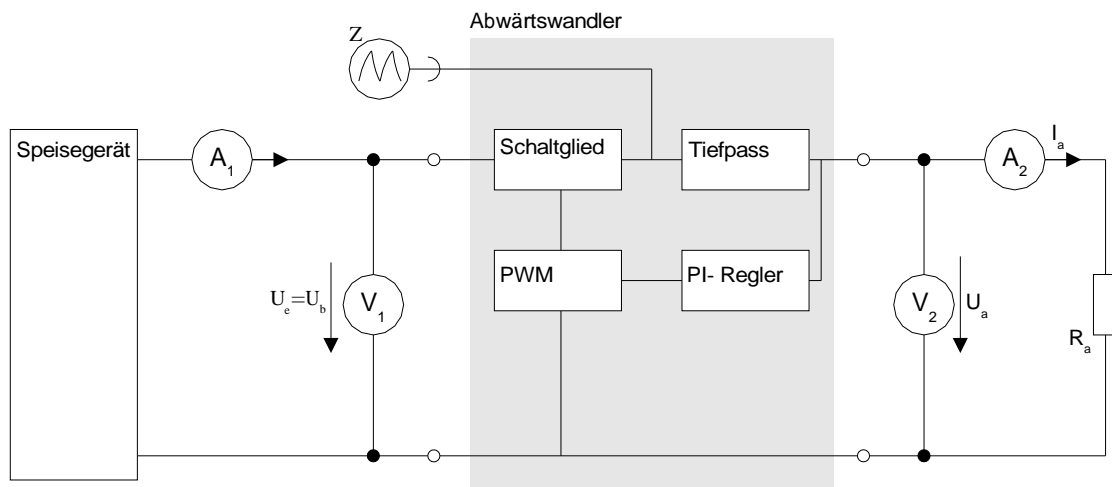 Abwärtswandler
Z
Speisegerät
A1
Schaltglied
Tiefpass
Ia
A2
PWM
PI- Regler
Ue=Ub
V1
V2
Ua
Ra